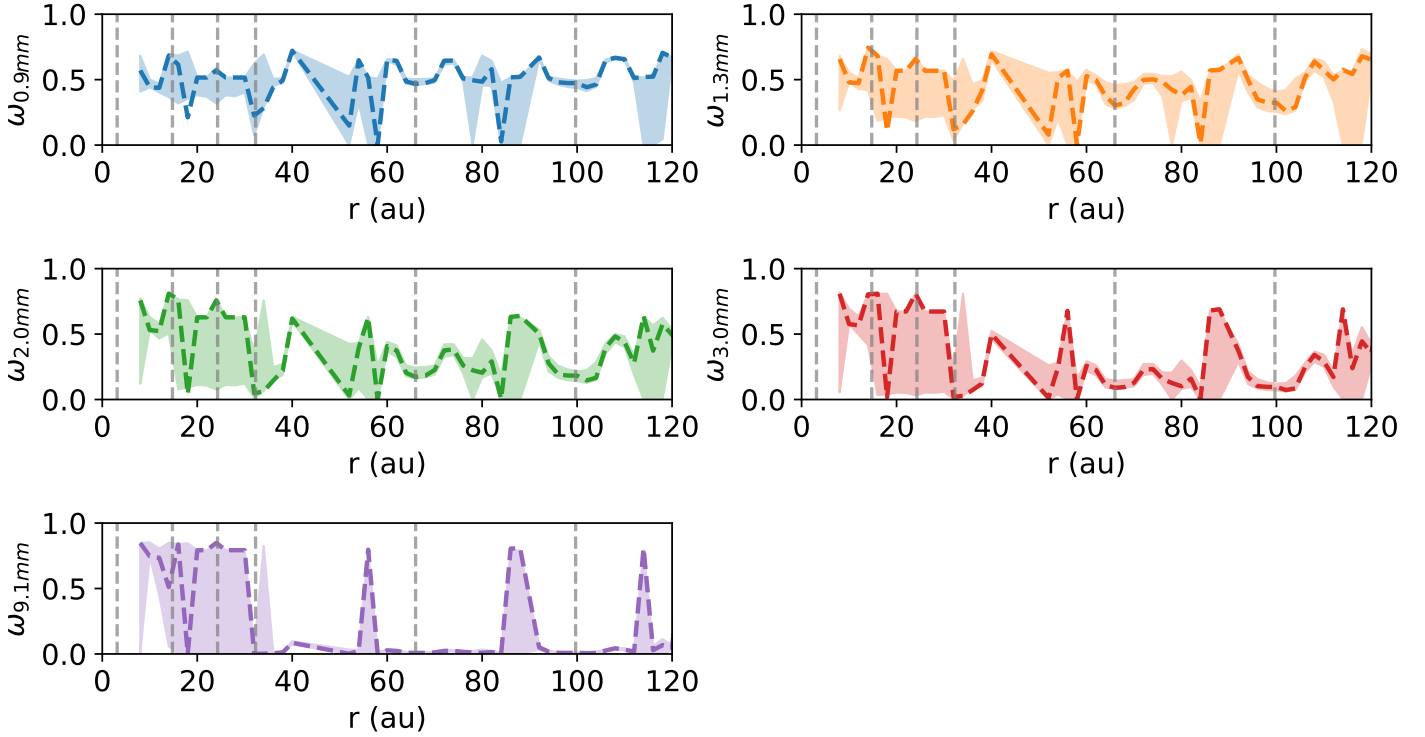 1.0 1.0
ω0.9mm 0.5 ω1.3mm 0.5
0.0 0.0
0 20 40 60 80 100 120 0 20 40 60 80 100 120
r (au) r (au)
1.0 1.0
ω2.0mm 0.5 ω3.0mm 0.5
0.0 0.0
0 20 40 60 80 100 120 0 20 40 60 80 100 120
r (au) r (au)
1.0
ω9.1mm 0.5
0.0
0 20 40 60 80 100 120
r (au)